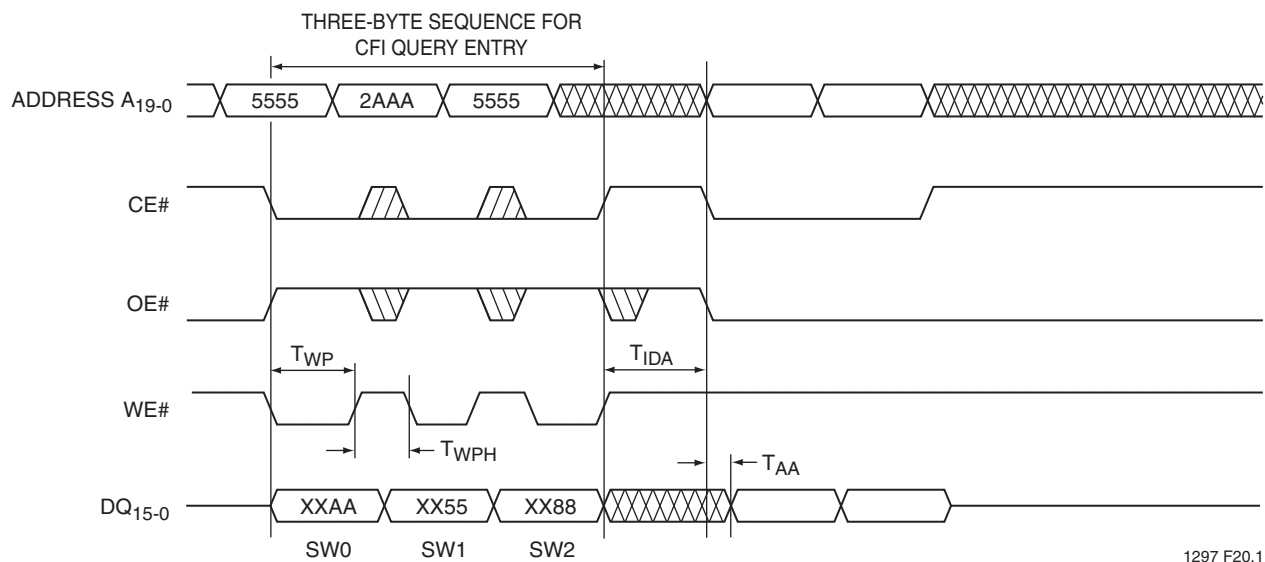 THREE-BYTE SEQUENCE FOR
CFI QUERY ENTRY
ADDRESS A19-0
5555
2AAA
5555
CE#
OE#
TWP
TIDA
WE#
TWPH
TAA
DQ15-0
XXAA
XX55
XX88
SW0
SW1
SW2
1297 F20.1